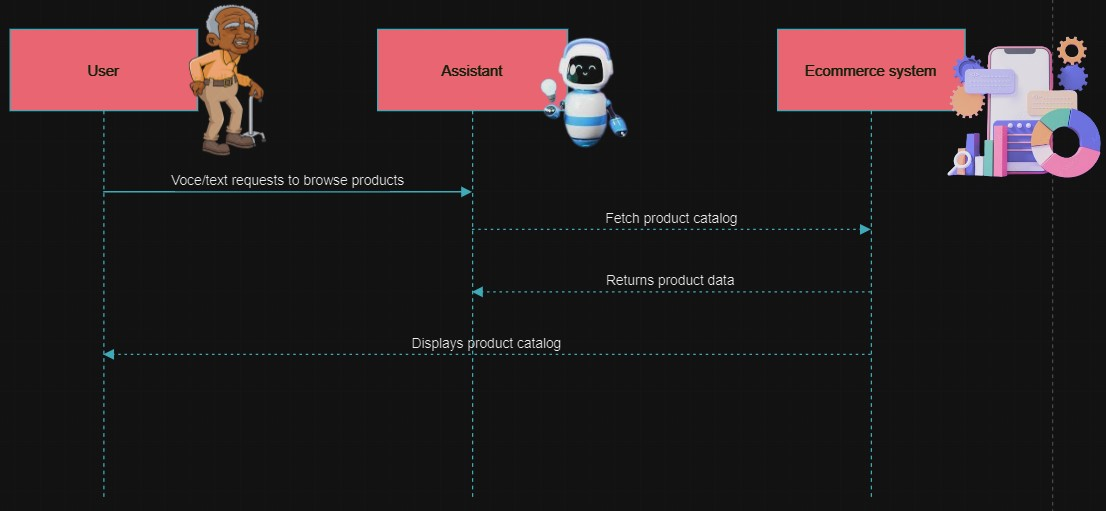 User
Assistant
Ecommerce system
Voce/text requests to browse products
Fetch product catalog
Returns product data
Displays product catalog